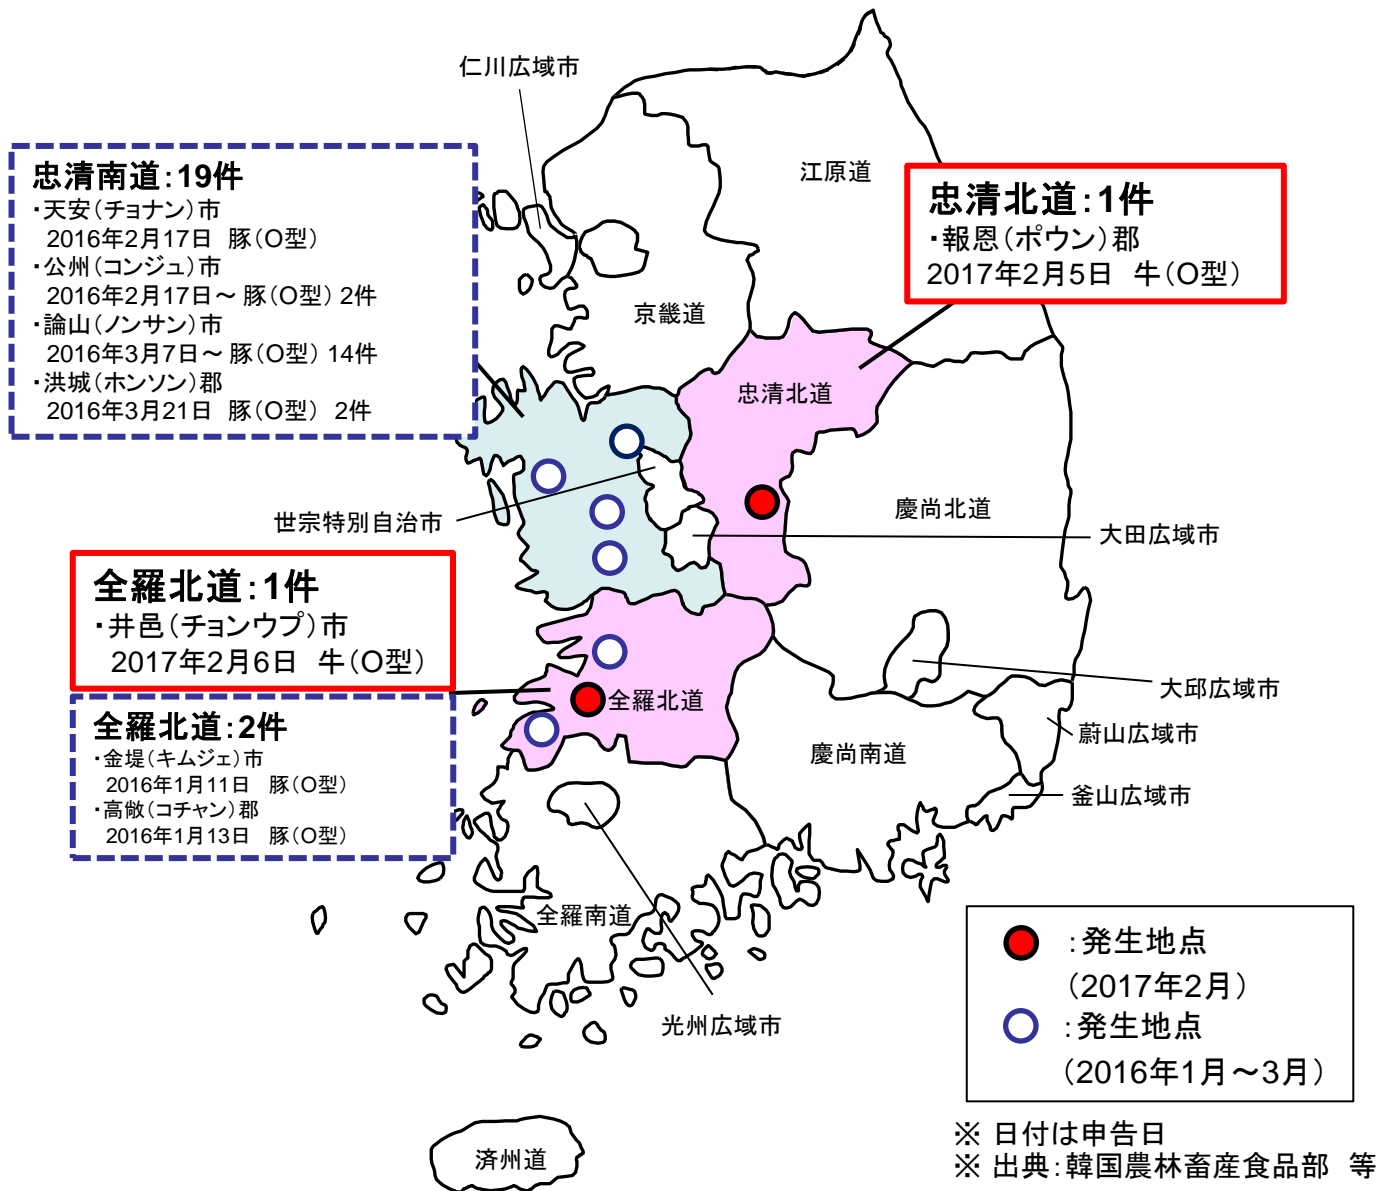 仁川広域市
江原道
忠清南道：19件
・天安（チョナン）市
2016年2月17日　豚（O型）
・公州（コンジュ）市
2016年2月17日～ 豚（O型） 2件
・論山（ノンサン）市
2016年3月7日～ 豚（O型） 14件
・洪城（ホンソン）郡
2016年3月21日　豚（O型）　2件
忠清北道：1件
・報恩（ポウン）郡
2017年2月5日　牛（O型）
京畿道
忠清北道
慶尚北道
世宗特別自治市
大田広域市
全羅北道：1件
・井邑（チョンウプ）市
2017年2月6日　牛（O型）
全羅北道：2件
・金堤（キムジェ）市
2016年1月11日　豚（O型）
・高敞（コチャン）郡
2016年1月13日　豚（O型）
全羅北道
大邱広域市
蔚山広域市
慶尚南道
釜山広域市
全羅南道
光州広域市
済州道
：発生地点
（2017年2月）
：発生地点
（2016年1月～3月）
※ 日付は申告日
※ 出典：韓国農林畜産食品部　等